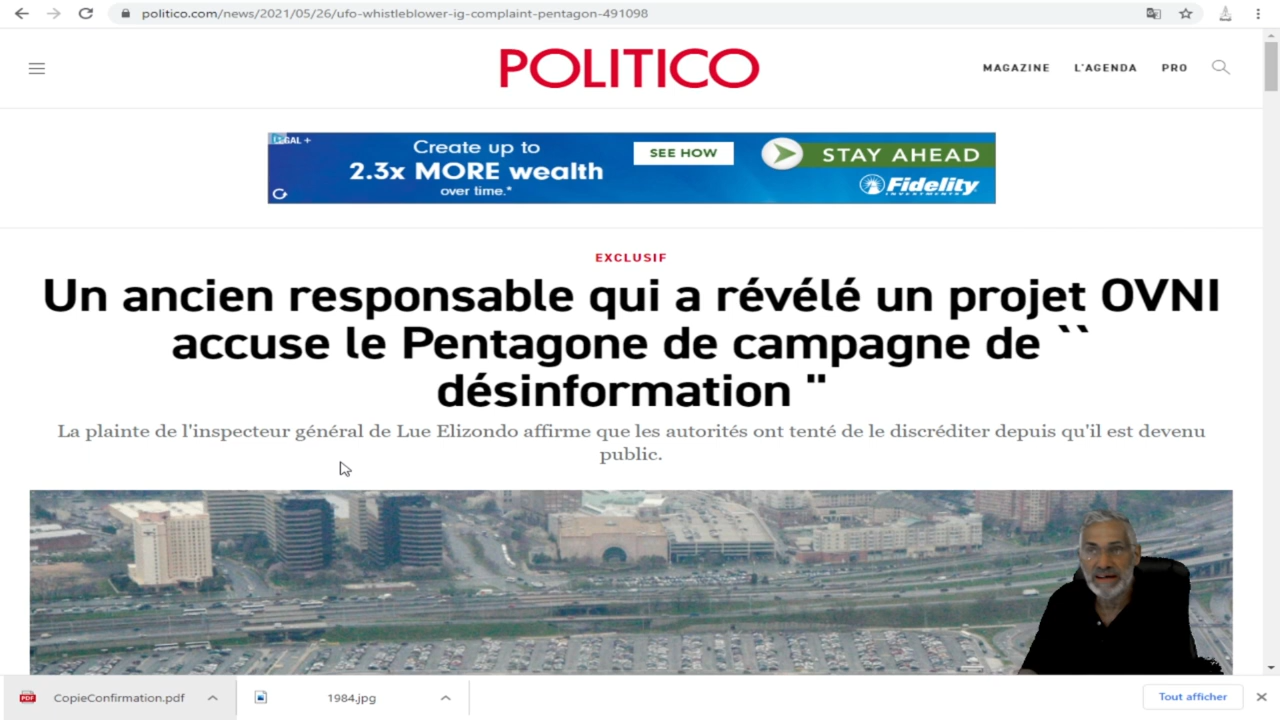 politico.com/news/2021/05/26/ufo-whistleblower-ig-complaint-pentagon-491098
POLITICO
MAGAZINE L'AGENDA PRO
Create up to
2.3x MORE wealth
over time.*
SEE HOW
STAY AHEAD
Fidelity
INVESTMENTS
EXCLUSIF
Un ancien responsable qui a révélé un projet OVNI
accuse le Pentagone de campagne de ``
désinformation "
La plainte de l'inspecteur général de Lue Elizondo affirme que les autorités ont tenté de le discréditer depuis qu'il est devenu
public.
PDF CopieConfirmation.pdf
1984.jpg
Tout afficher